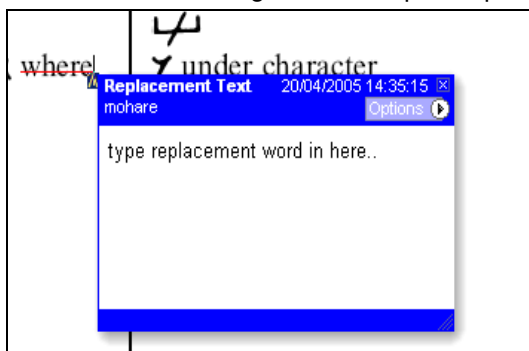 where under character
Replacement Text 20/04/2005 14:35:15
mohare Options
type replacement word in here..